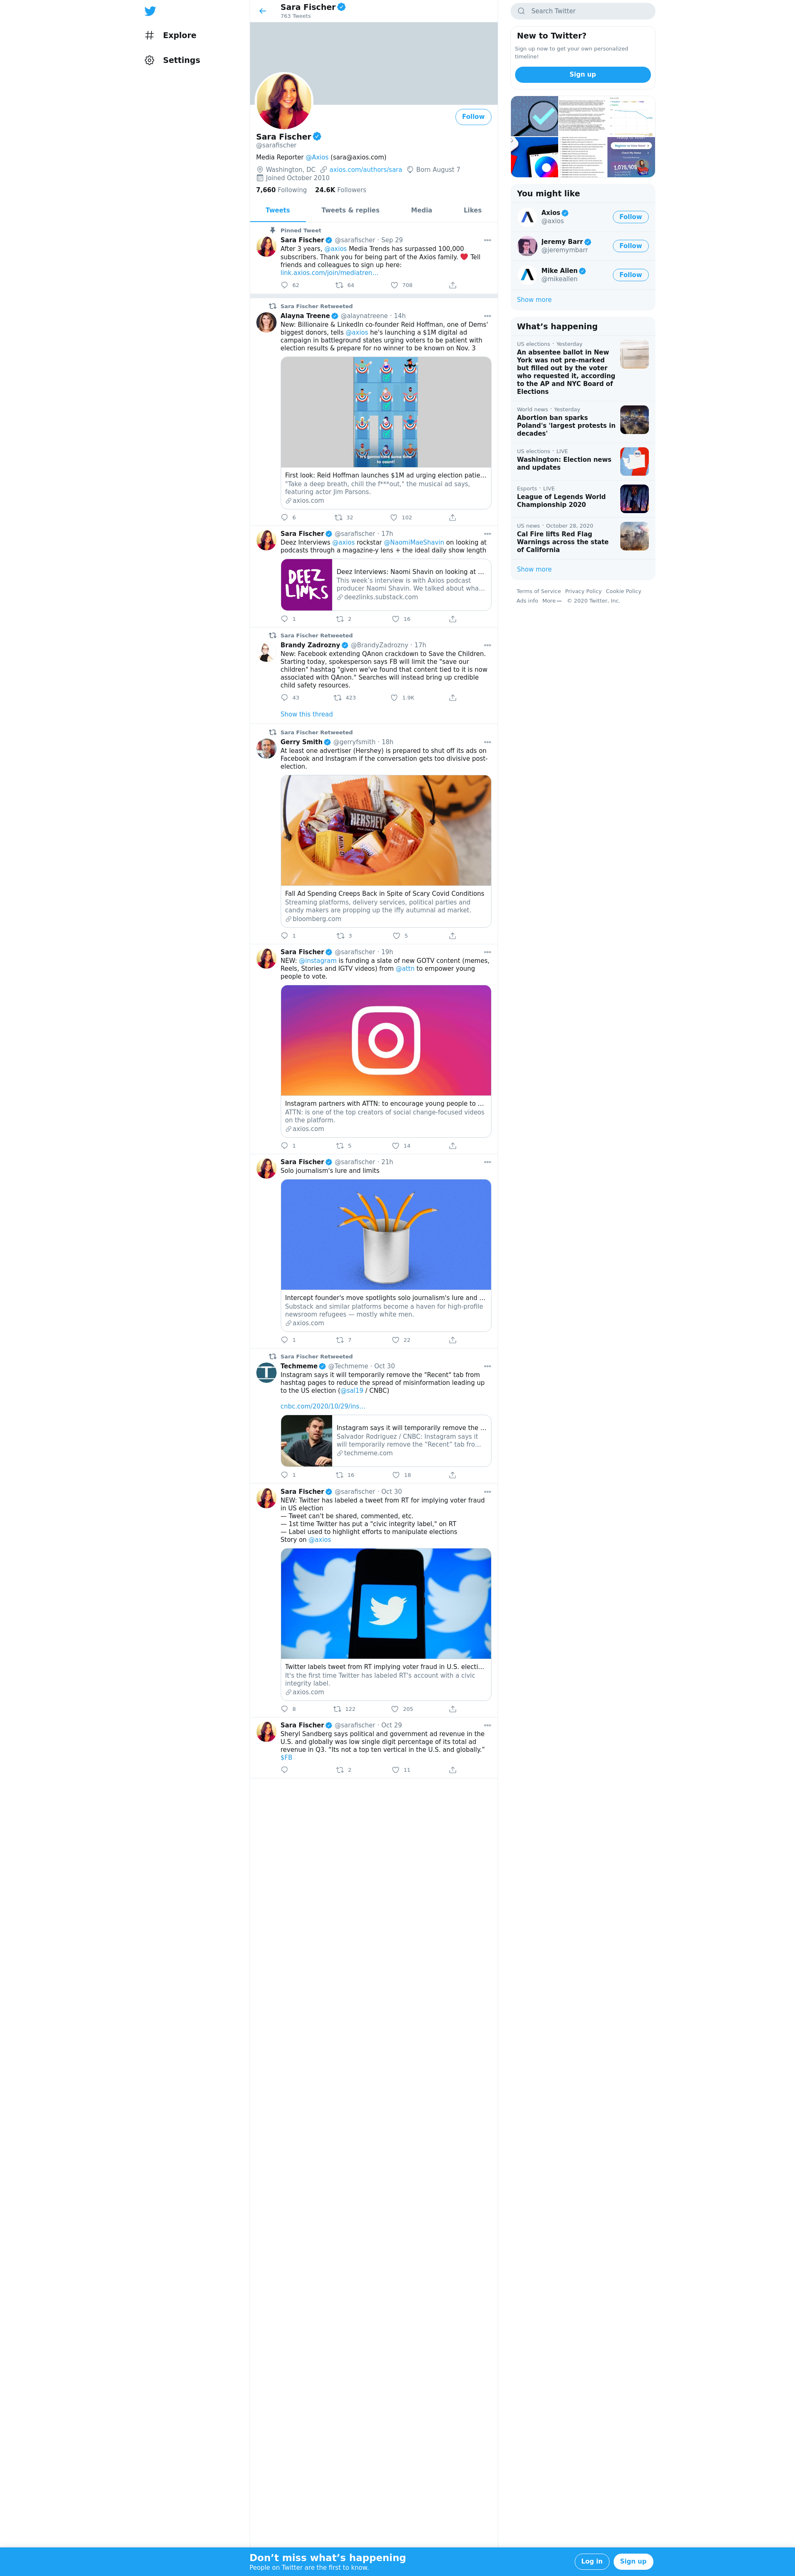 Explore
Settings
Sara Fischer
763 Tweets
Follow
Sara Fischer
@sarafischer
Media Reporter @Axios (sara@axios.com)
Washington, DC axios.com/authors/sara Born August 7
Joined October 2010
7,660 Following 24.6K Followers
Tweets Tweets & replies Media Likes
Pinned Tweet
Sara Fischer @sarafischer · Sep 29
After 3 years, @axios Media Trends has surpassed 100,000
subscribers. Thank you for being part of the Axios family. ❤️ Tell
friends and colleagues to sign up here:
link.axios.com/join/mediatren…
62 64 708
Sara Fischer Retweeted
Alayna Treene @alaynatreene · 14h
New: Billionaire & LinkedIn co-founder Reid Hoffman, one of Dems'
biggest donors, tells @axios he's launching a $1M digital ad
campaign in battleground states urging voters to be patient with
election results & prepare for no winner to be known on Nov. 3
It's gonna take some time
to count!
First look: Reid Hoffman launches $1M ad urging election patie…
"Take a deep breath, chill the f***out," the musical ad says,
featuring actor Jim Parsons.
axios.com
6 32 102
Sara Fischer @sarafischer · 17h
Deez Interviews @axios rockstar @NaomiMaeShavin on looking at
podcasts through a magazine-y lens + the ideal daily show length
DEEZ
LINKS
Deez Interviews: Naomi Shavin on looking at …
This week's interview is with Axios podcast
producer Naomi Shavin. We talked about wha…
deezlinks.substack.com
1 2 16
Sara Fischer Retweeted
Brandy Zadrozny @BrandyZadrozny · 17h
New: Facebook extending QAnon crackdown to Save the Children.
Starting today, spokesperson says FB will limit the "save our
children" hashtag "given we've found that content tied to it is now
associated with QAnon." Searches will instead bring up credible
child safety resources.
43 423 1.9K
Show this thread
Sara Fischer Retweeted
Gerry Smith @gerryfsmith · 18h
At least one advertiser (Hershey) is prepared to shut off its ads on
Facebook and Instagram if the conversation gets too divisive post-
election.
HERSHEY'S
Fall Ad Spending Creeps Back in Spite of Scary Covid Conditions
Streaming platforms, delivery services, political parties and
candy makers are propping up the iffy autumnal ad market.
bloomberg.com
1 3 5
Sara Fischer @sarafischer · 19h
NEW: @instagram is funding a slate of new GOTV content (memes,
Reels, Stories and IGTV videos) from @attn to empower young
people to vote.
Instagram partners with ATTN: to encourage young people to …
ATTN: is one of the top creators of social change-focused videos
on the platform.
axios.com
1 5 14
Sara Fischer @sarafischer · 21h
Solo journalism's lure and limits
Intercept founder's move spotlights solo journalism's lure and …
Substack and similar platforms become a haven for high-profile
newsroom refugees — mostly white men.
axios.com
1 7 22
Sara Fischer Retweeted
Techmeme @Techmeme · Oct 30
Instagram says it will temporarily remove the "Recent" tab from
hashtag pages to reduce the spread of misinformation leading up
to the US election (@sal19 / CNBC)
cnbc.com/2020/10/29/ins…
Instagram says it will temporarily remove the …
Salvador Rodriguez / CNBC: Instagram says it
will temporarily remove the "Recent" tab fro…
techmeme.com
1 16 18
Sara Fischer @sarafischer · Oct 30
NEW: Twitter has labeled a tweet from RT for implying voter fraud
in US election
— Tweet can't be shared, commented, etc.
— 1st time Twitter has put a "civic integrity label," on RT
— Label used to highlight efforts to manipulate elections
Story on @axios
Twitter labels tweet from RT implying voter fraud in U.S. electi…
It's the first time Twitter has labeled RT's account with a civic
integrity label.
axios.com
8 122 205
Sara Fischer @sarafischer · Oct 29
Sheryl Sandberg says political and government ad revenue in the
U.S. and globally was low single digit percentage of its total ad
revenue in Q3. "Its not a top ten vertical in the U.S. and globally."
$FB
2 11
Search Twitter
New to Twitter?
Sign up now to get your own personalized
timeline!
Sign up
You might like
Axios
@axios
Follow
Jeremy Barr
@jeremymbarr
Follow
Mike Allen
@mikeallen
Follow
Show more
What's happening
US elections · Yesterday
An absentee ballot in New
York was not pre-marked
but filled out by the voter
who requested it, according
to the AP and NYC Board of
Elections
World news · Yesterday
Abortion ban sparks
Poland's 'largest protests in
decades'
US elections · LIVE
Washington: Election news
and updates
Esports · LIVE
League of Legends World
Championship 2020
US news · October 28, 2020
Cal Fire lifts Red Flag
Warnings across the state
of California
Show more
Terms of Service Privacy Policy Cookie Policy
Ads info More © 2020 Twitter, Inc.
Don't miss what's happening
People on Twitter are the first to know.
Log in
Sign up